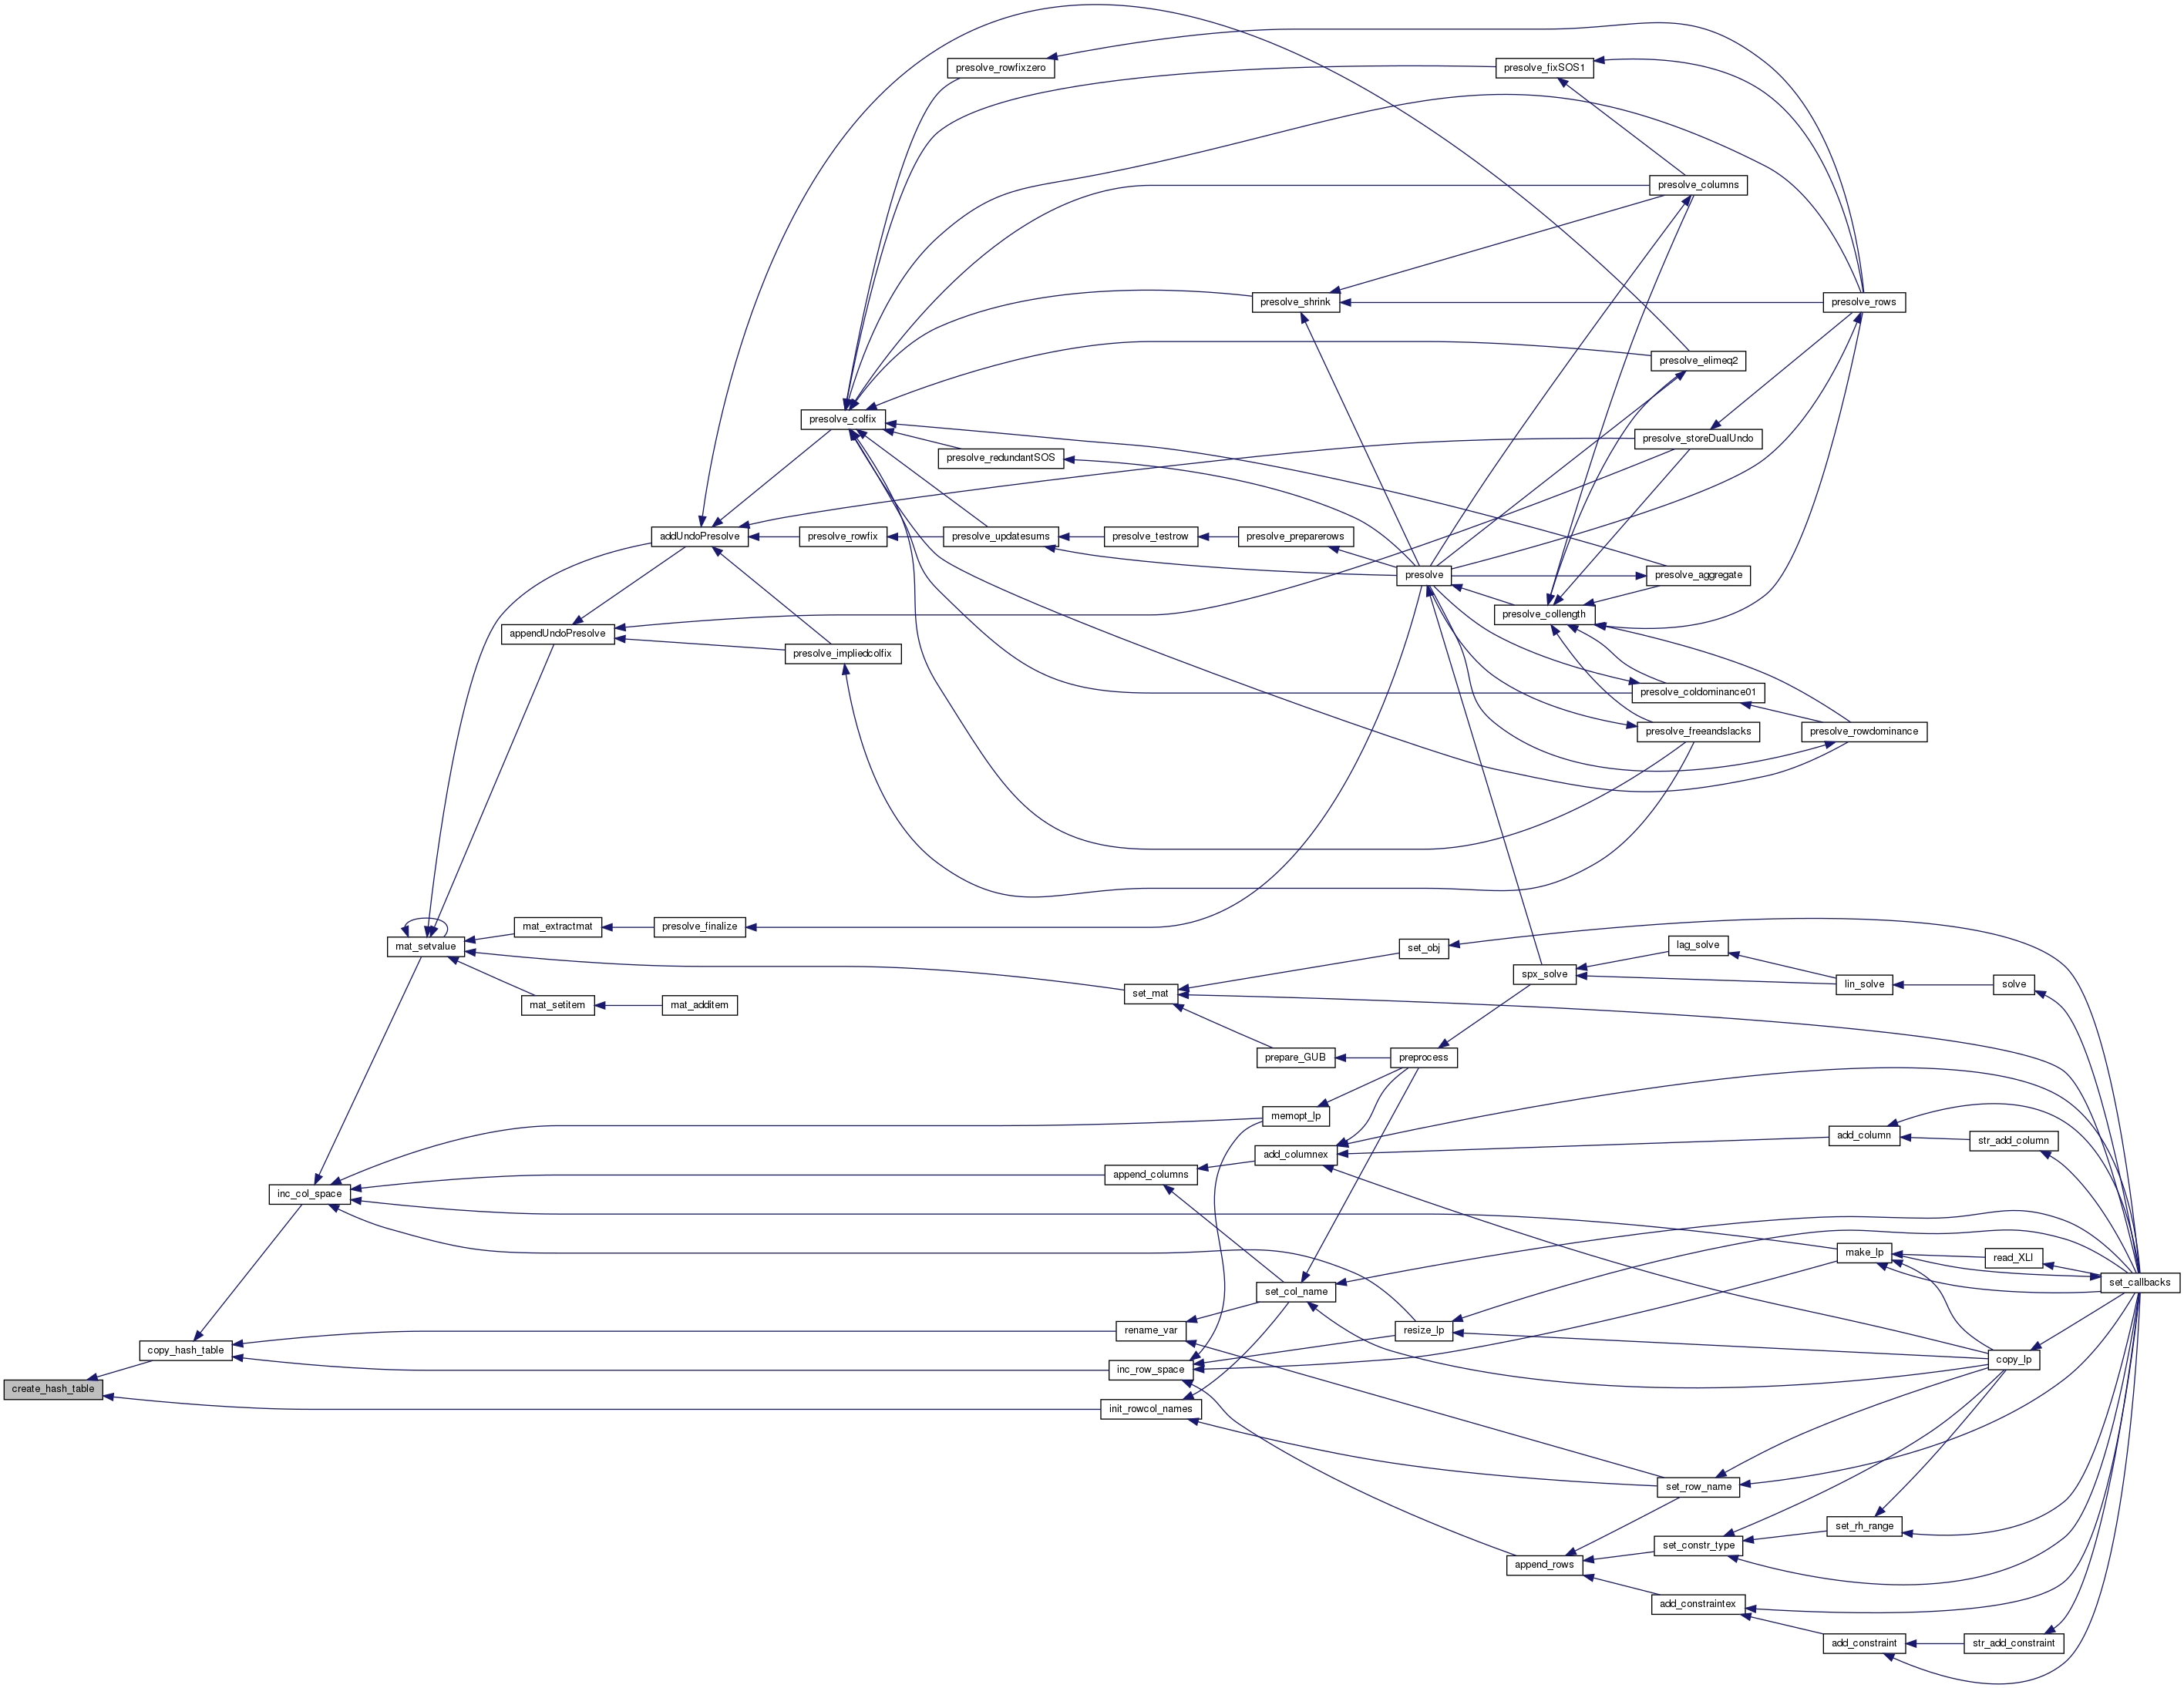 presolve_rowfixzero
presolve_fixSOS1
presolve_columns
presolve_shrink
presolve_rows
presolve_elimeq2
presolve_colfix
presolve_storeDualUndo
presolve_redundantSOS
addUndoPresolve
presolve_rowfix
presolve_updatesums
presolve_testrow
presolve_preparerows
presolve
presolve_aggregate
presolve_collength
appendUndoPresolve
presolve_impliedcolfix
presolve_coldominance01
presolve_freeandslacks
presolve_rowdominance
mat_extractmat
presolve_finalize
mat_setvalue
set_obj
lag_solve
spx_solve
lin_solve
solve
set_mat
mat_setitem
mat_additem
prepare_GUB
preprocess
memopt_lp
add_column
str_add_column
add_columnex
append_columns
inc_col_space
make_lp
read_XLI
set_callbacks
set_col_name
rename_var
resize_lp
copy_hash_table
copy_lp
inc_row_space
create_hash_table
init_rowcol_names
set_row_name
set_rh_range
set_constr_type
append_rows
add_constraintex
add_constraint
str_add_constraint